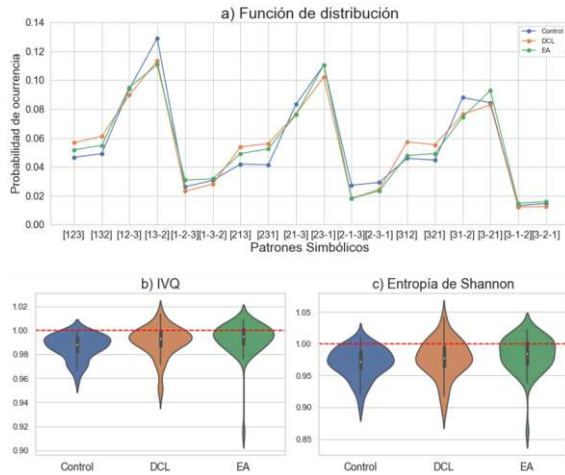 a) Función de distribución
0.14
0.12
0.10
0.08
0.06
0.04
0.02
0.00
Probabilidad de ocurrencia
Control
DCL
EA
[123] [132] [12-3] [13-2] [1-2-3] [1-3-2] [213] [231] [21-3] [23-1] [2-1-3] [2-3-1] [312] [321] [31-2] [3-21] [3-1-2] [3-2-1]
Patrones Simbólicos
b) IVQ
1.02
1.00
0.98
0.96
0.94
0.92
0.90
Control DCL EA
c) Entropía de Shannon
1.05
1.00
0.95
0.90
0.85
Control DCL EA